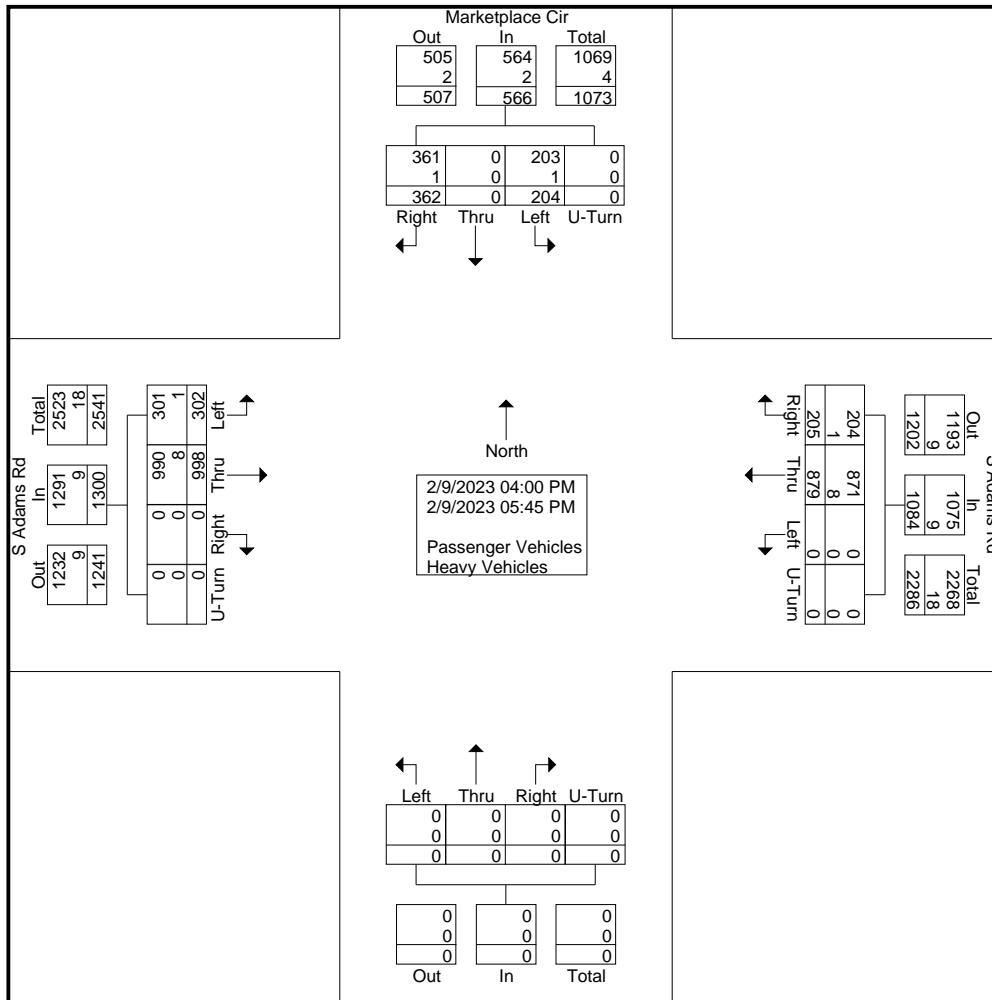 Marketplace Cir
Out In Total
505 564 1069
2 2 4
507 566 1073
361 0 203 0
1 0 1 0
362 0 204 0
Right Thru Left U-Turn
S Adams Rd
Total In Out
2523 1291 1232
18 9 9
2541 1300 1241
301 990 0 0
1 8 0 0
302 998 0 0
Left Thru Right U-Turn
North
2/9/2023 04:00 PM
2/9/2023 05:45 PM
Passenger Vehicles
Heavy Vehicles
S Adams Rd
Out In Total
1193 1075 2268
9 9 18
1202 1084 2286
204 871 0 0
1 8 0 0
205 879 0 0
Right Thru Left U-Turn
Left Thru Right U-Turn
0 0 0 0
0 0 0 0
0 0 0 0
0 0 0
0 0 0
0 0 0
Out In Total